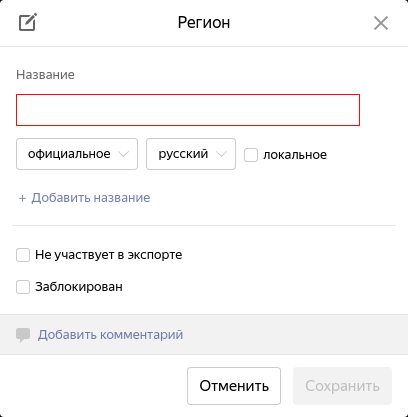 Регион
Название
официальное русский локальное
+ Добавить название
Не участвует в экспорте
Заблокирован
Добавить комментарий
Отменить Сохранить